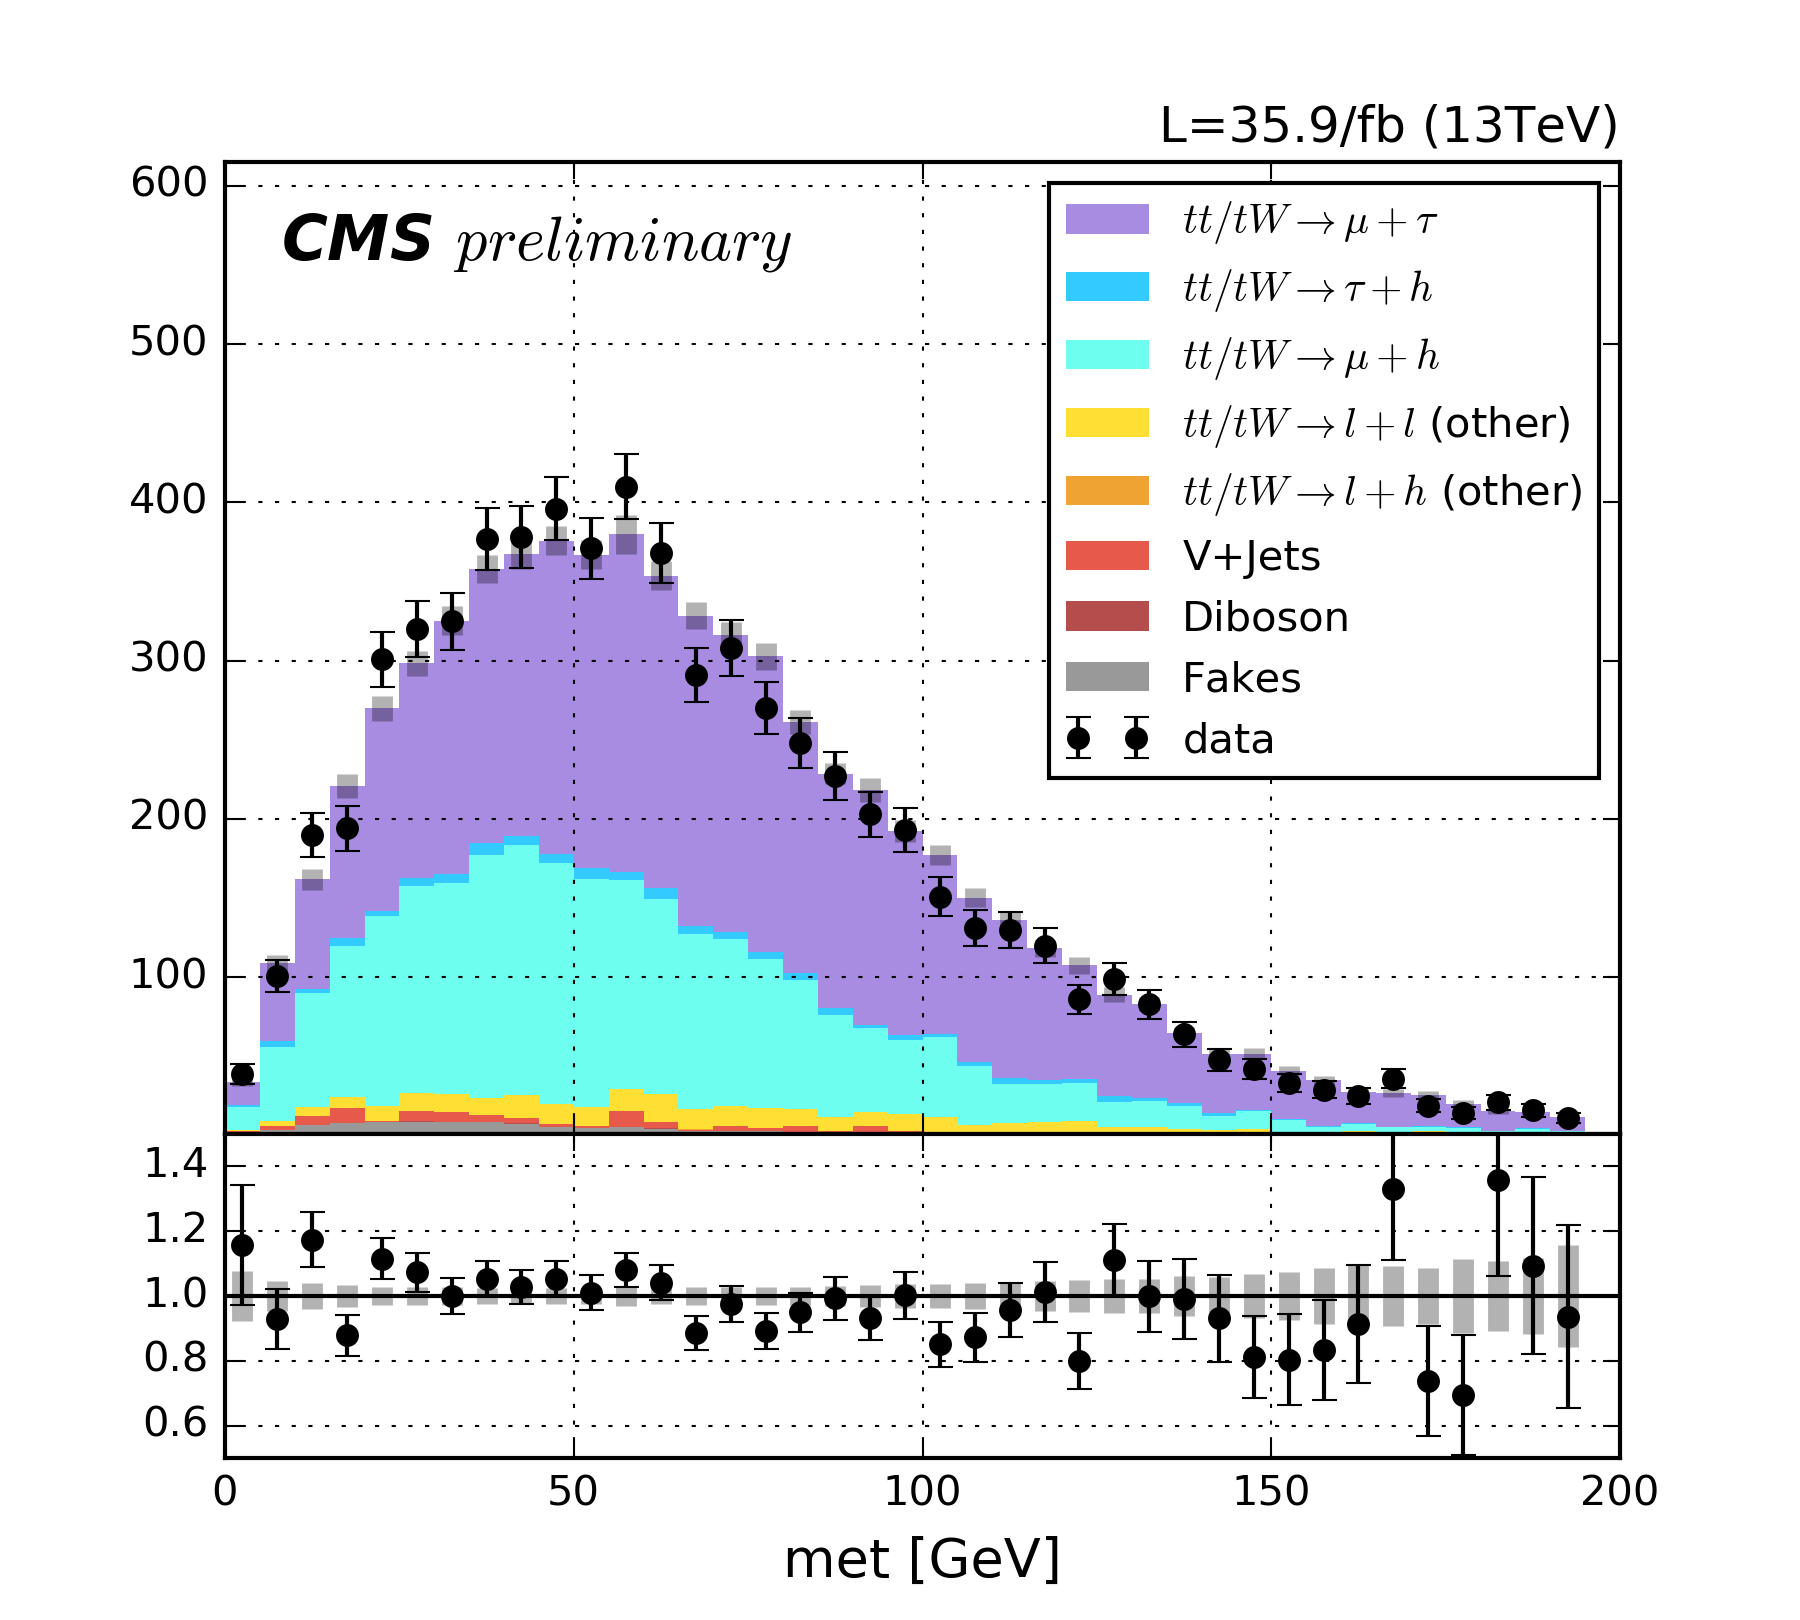 L=35.9/fb (13TeV)
CMS preliminary
600
500
400
300
200
100
tt/tW→μ+τ
tt/tW→τ+h
tt/tW→μ+h
tt/tW→l+l (other)
tt/tW→l+h (other)
V+Jets
Diboson
Fakes
data
1.4
1.2
1.0
0.8
0.6
0 50 100 150 200
met [GeV]